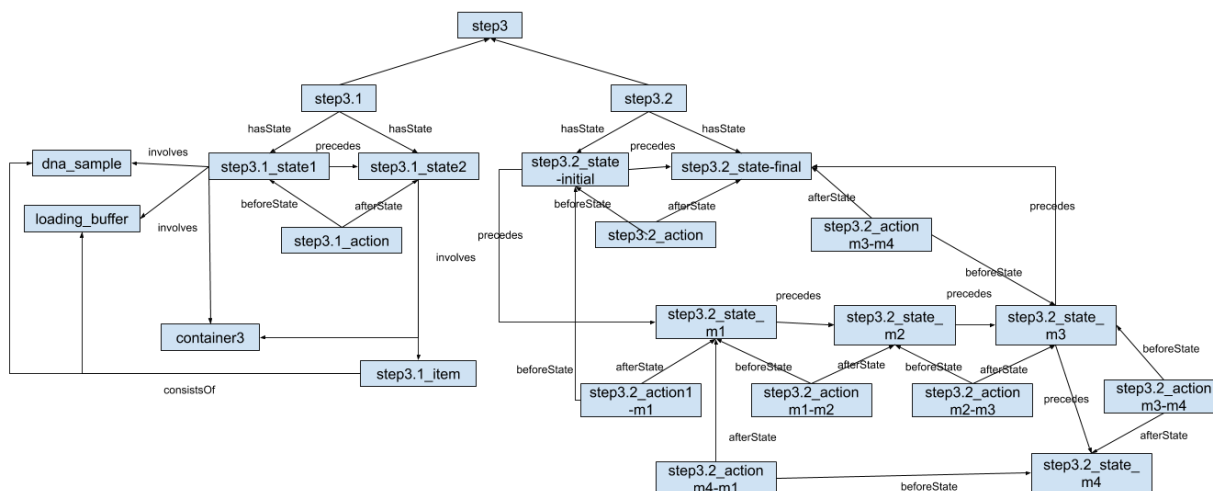 step3
step3.1
step3.2
hasState
hasState
hasState
hasState
dna_sample
involves
step3.1_state1
precedes
step3.1_state2
step3.2_state
-initial
precedes
step3.2_state-final
loading_buffer
involves
beforeState
afterState
step3.1_action
beforeState
afterState
step3.2_action
afterState
step3.2_action
m3-m4
precedes
precedes
involves
beforeState
container3
step3.1_item
consistsOf
step3.2_state_
m1
precedes
step3.2_state_
m2
precedes
step3.2_state_
m3
beforeState
afterState
beforeState
afterState
beforeState
afterState
beforeState
step3.2_action1
-m1
step3.2_action
m1-m2
step3.2_action
m2-m3
precedes
step3.2_action
m3-m4
afterState
afterState
step3.2_action
m4-m1
beforeState
step3.2_state_
m4